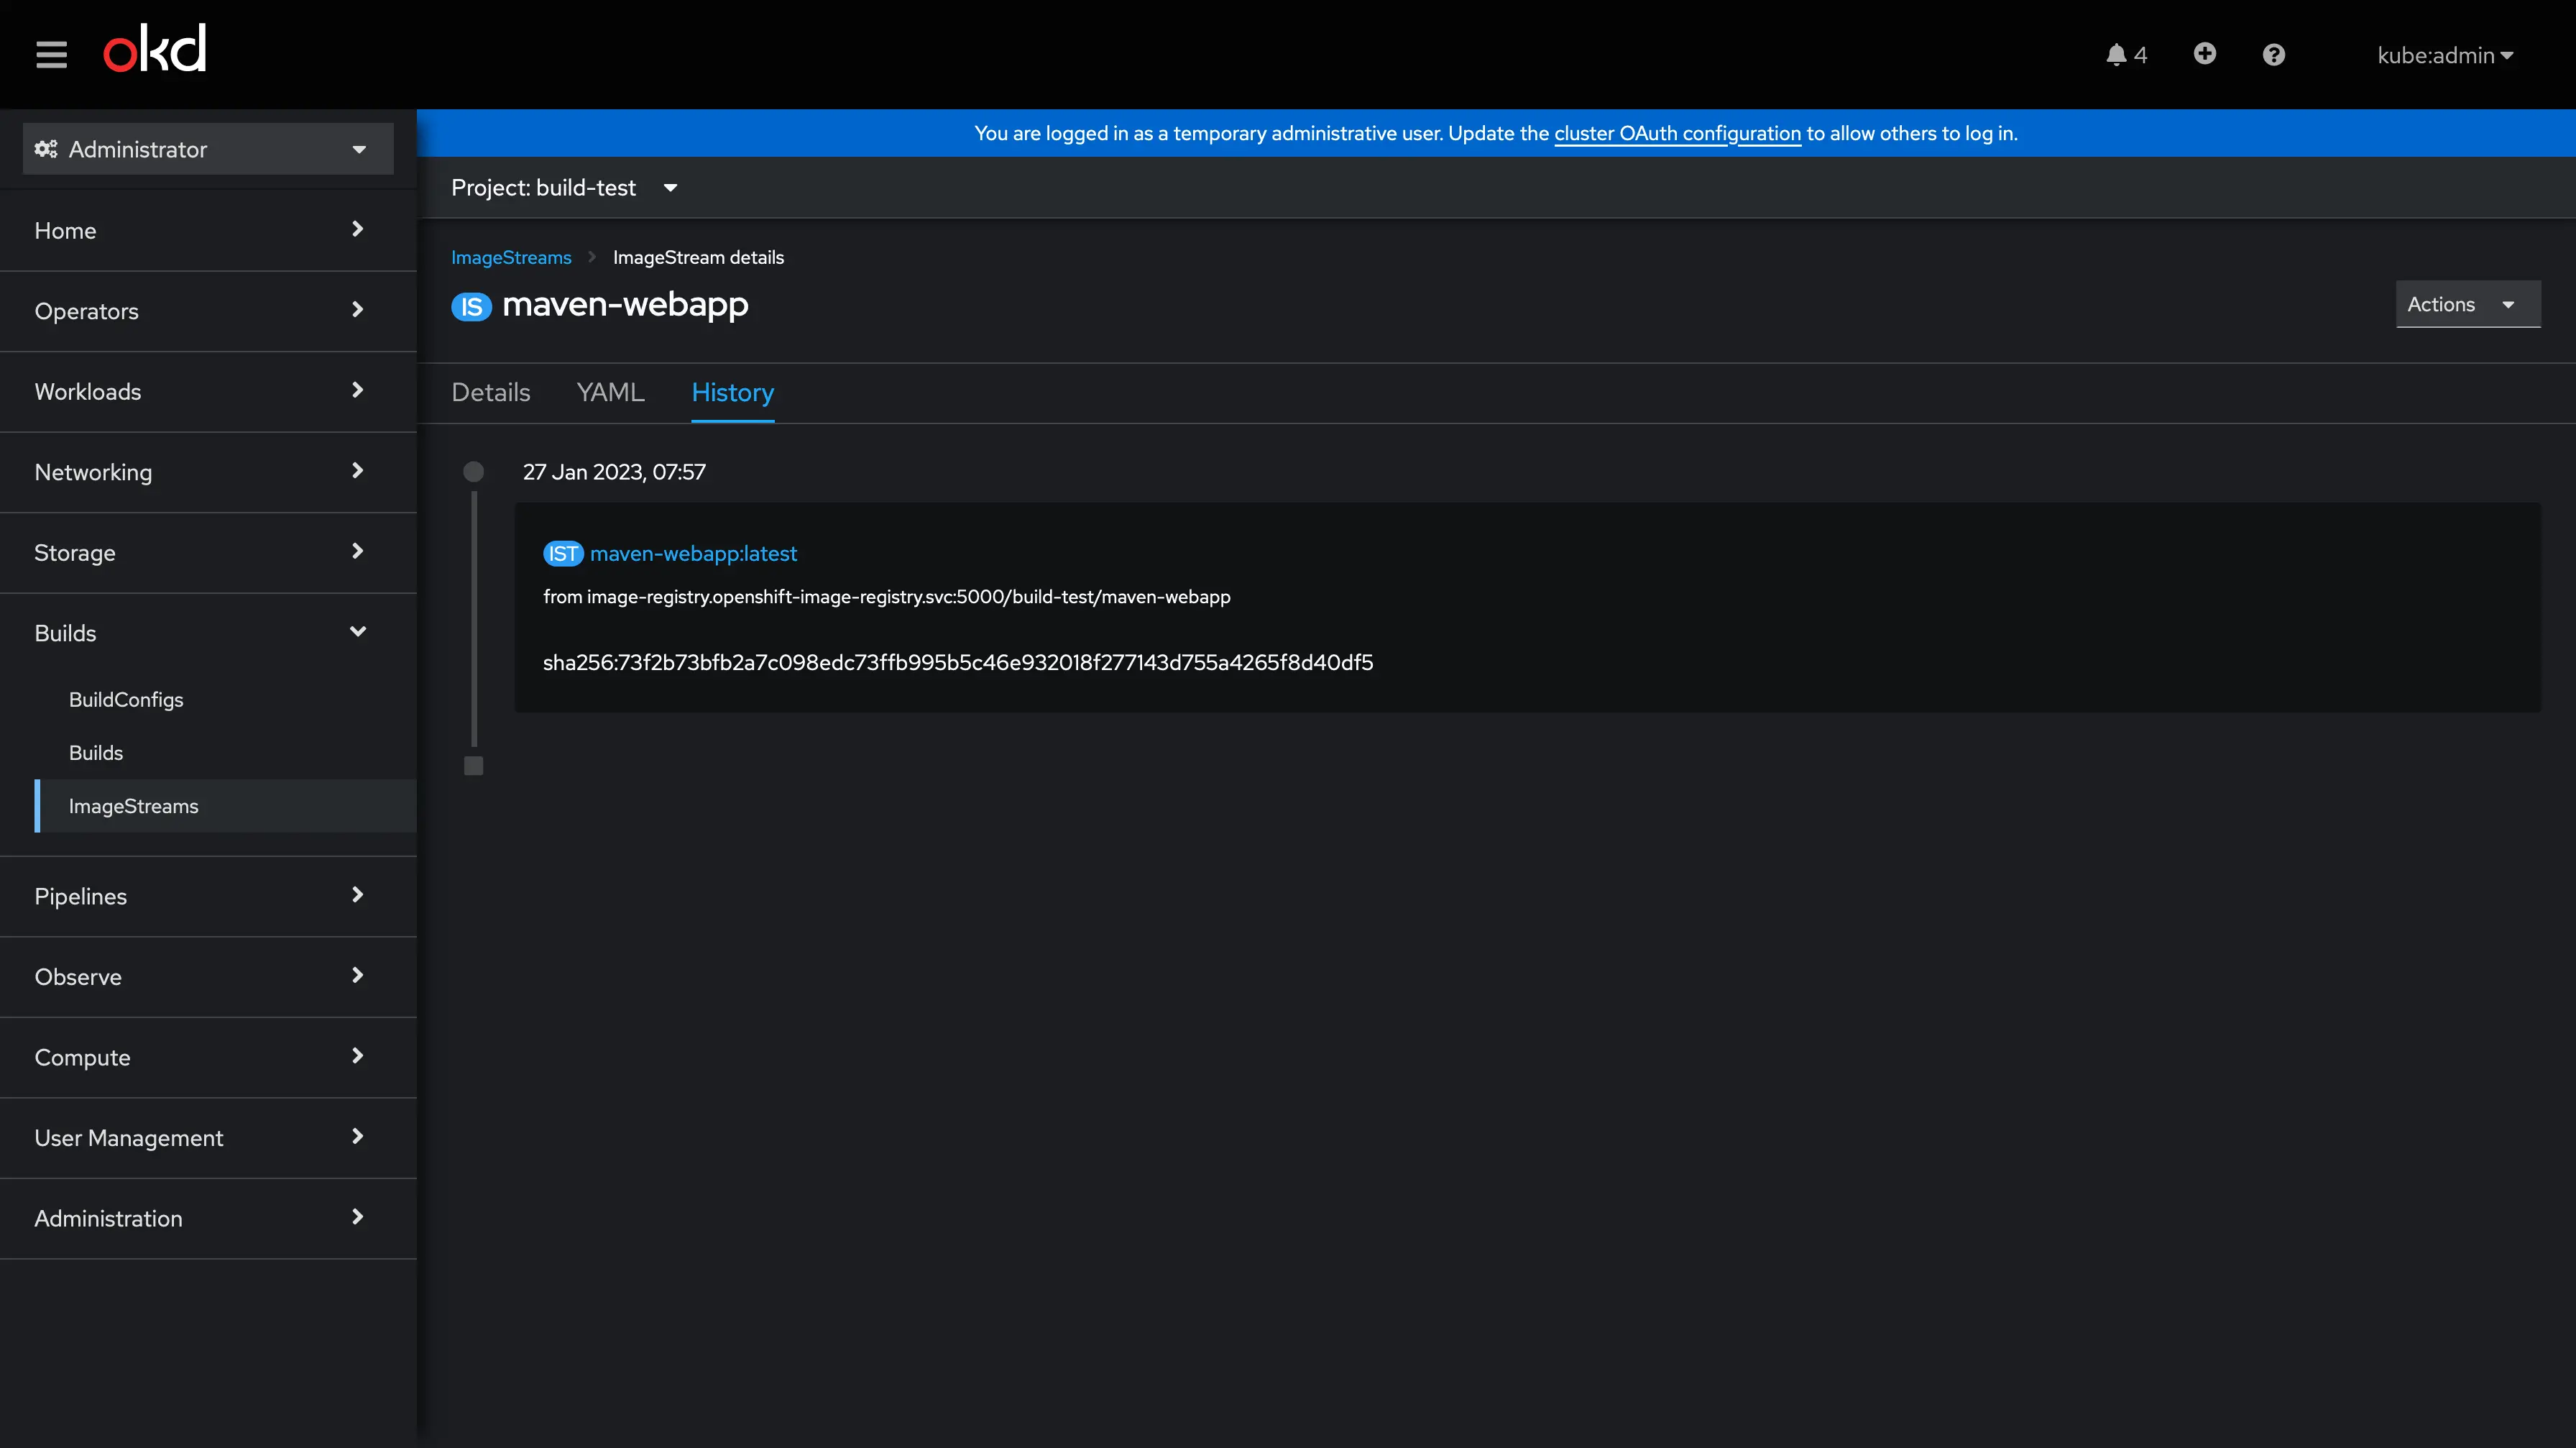 okd
4
kube:admin
Administrator
You are logged in as a temporary administrative user. Update the cluster OAuth configuration to allow others to log in.
Project: build-test
Home
Operators
Workloads
Networking
Storage
Builds
BuildConfigs
Builds
ImageStreams
Pipelines
Observe
Compute
User Management
Administration
ImageStreams
ImageStream details
IS maven-webapp
Actions
Details YAML History
27 Jan 2023, 07:57
IST maven-webapp:latest
from image-registry.openshift-image-registry.svc:5000/build-test/maven-webapp
sha256:73f2b73bfb2a7c098edc73ffb995b5c46e932018f277143d755a4265f8d40df5